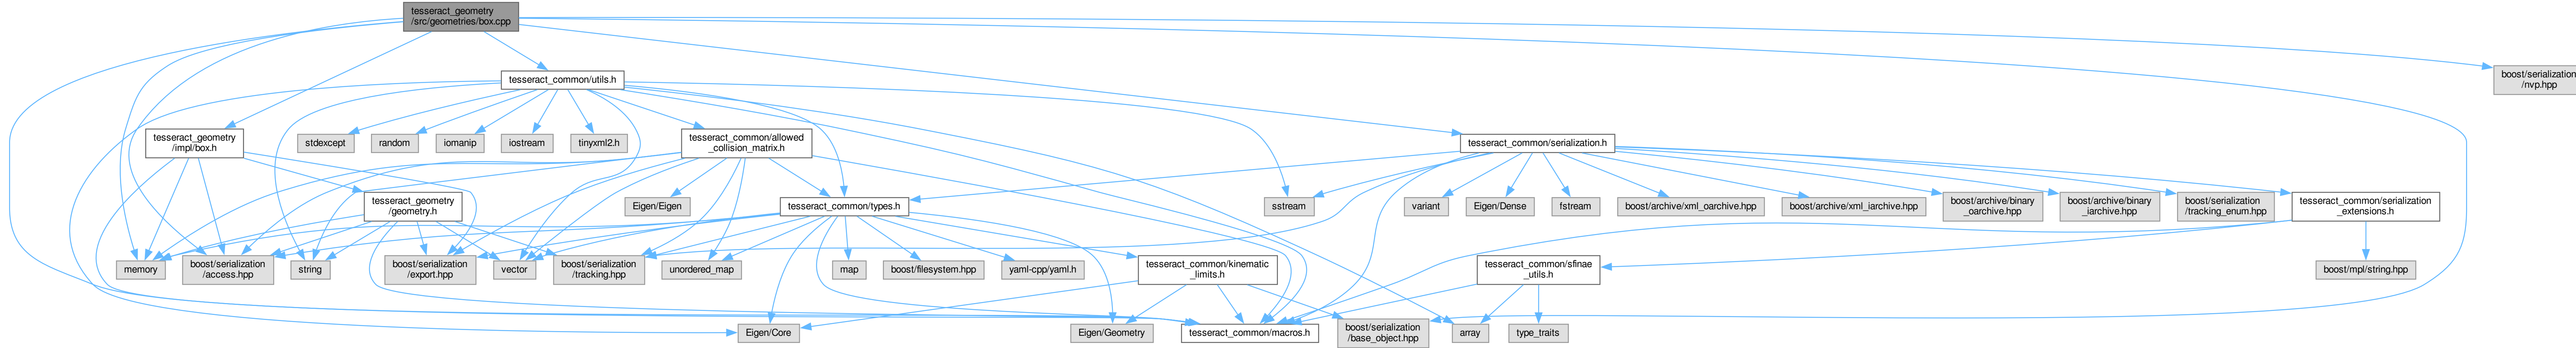 tesseract_geometry
/src/geometries/box.cpp
tesseract_common/utils.h
boost/serialization
/nvp.hpp
stdexcept
random
iomanip
iostream
tinyxml2.h
tesseract_geometry
/impl/box.h
tesseract_common/allowed
_collision_matrix.h
tesseract_common/serialization.h
tesseract_geometry
/geometry.h
Eigen/Eigen
tesseract_common/types.h
sstream
variant
Eigen/Dense
fstream
boost/archive/xml_oarchive.hpp
boost/archive/xml_iarchive.hpp
boost/archive/binary
_oarchive.hpp
boost/archive/binary
_iarchive.hpp
boost/serialization
/tracking_enum.hpp
tesseract_common/serialization
_extensions.h
memory
boost/serialization
/access.hpp
string
boost/serialization
/export.hpp
vector
boost/serialization
/tracking.hpp
unordered_map
map
boost/filesystem.hpp
yaml-cpp/yaml.h
tesseract_common/kinematic
_limits.h
tesseract_common/sfinae
_utils.h
boost/mpl/string.hpp
Eigen/Core
Eigen/Geometry
tesseract_common/macros.h
boost/serialization
/base_object.hpp
array
type_traits